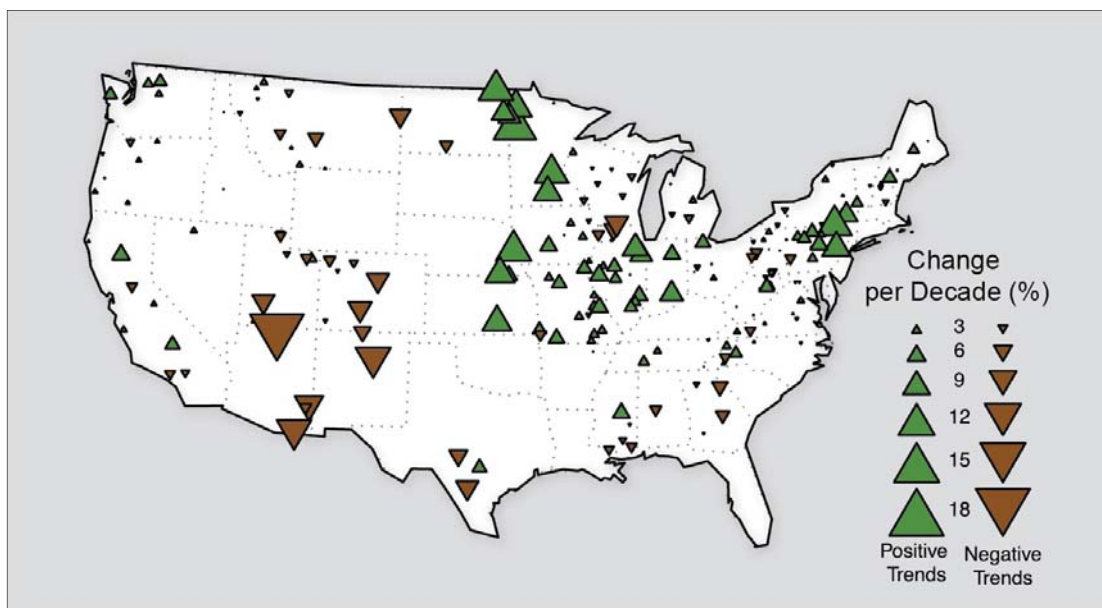 Change
per Decade (%)
3
6
9
12
15
18
Positive Negative
Trends Trends